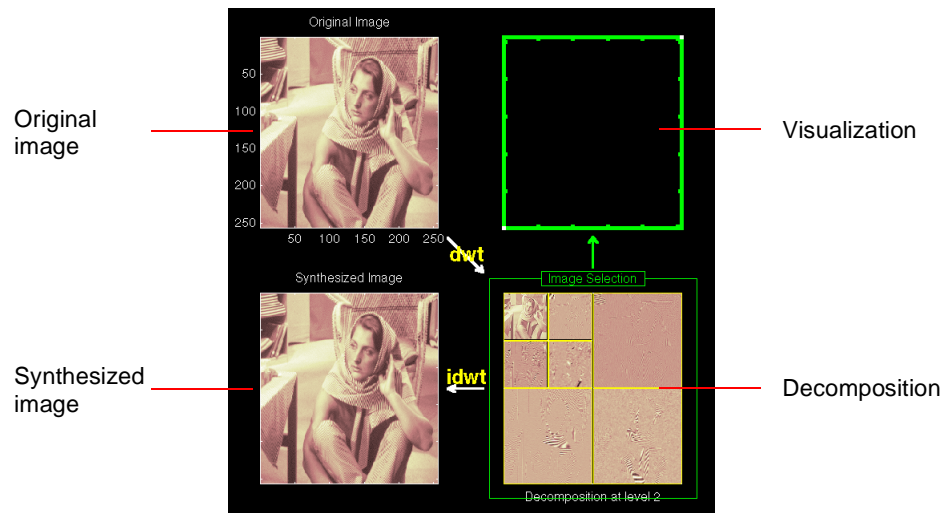 Original Image
50
100
150
200
250
50 100 150 200 250
Original
image
Visualization
dwt
Synthesized Image
Image Selection
idwt
Synthesized
image
Decomposition
Decomposition at level 2